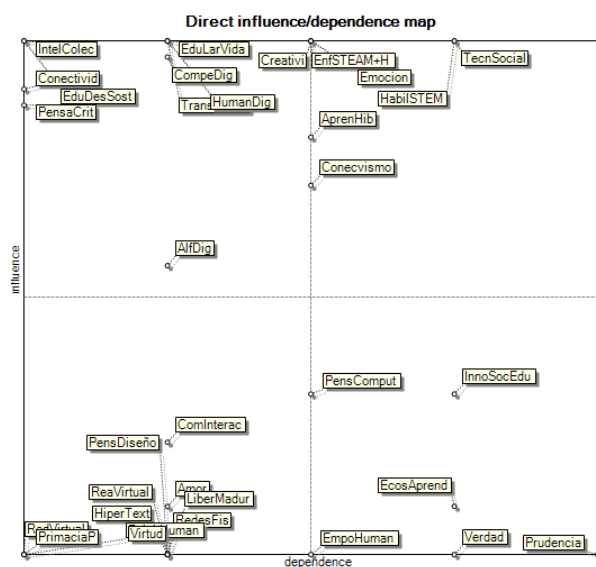 Direct influence/dependence map
IntelColec
EduLarVida
Creativi
EnfSTEAM+H
TecnSocial
Conectivid
CompeDig
Emocion
EduDesSost
HumanDig
HabilSTEM
PensaCrit
AprenHib
Conecvismo
AlfDig
influence
PensComput
InnoSocEdu
ComInterac
PensDiseño
ReaVirtual
Amor
EcosAprend
LiberMadur
HiperText
RedesFis
PrimaciaP
Virtud
EmpoHuman
Verdad
Prudencia
dependence